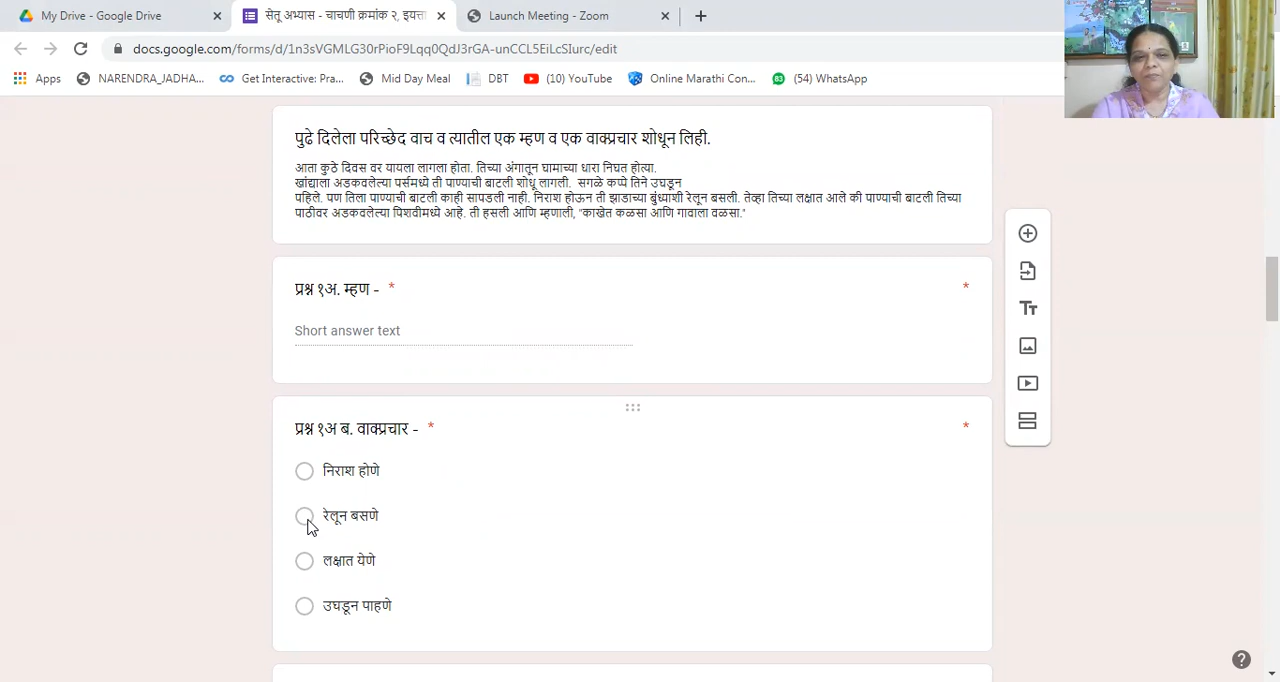 My Drive - Google Drive
सेतू अभ्यास - चाचणी क्रमांक २, इयत्ता
Launch Meeting - Zoom
docs.google.com/forms/d/1n3sVGMLG30rPioF9Lqq0QdJ3rGA-unCCL5EiLcSIurc/edit
Apps
NARENDRA_JADHA...
Get Interactive: Pra...
Mid Day Meal
DBT
(10) YouTube
Online Marath Con...
(54) WhatsApp
पुढे दिलेला परिच्छेद वाच व त्यातील एक म्हण व एक वाक्प्रचार शोधून लिही.
आता कुठे दिवस वर यायला लागला होता. तिच्या अंगातून घामाच्या धारा निघत होत्या.
खांद्याला अडकवलेल्या पर्समध्ये ती पाण्याची बाटली शोधू लागली. सगळे कप्पे तिने उघडून
पहिले. पण तिला पाण्याची बाटली काही सापडली नाही. निराश होऊन ती झाडाच्या बुंध्याशी रेलून बसली. तेव्हा तिच्या लक्षात आले की पाण्याची बाटली तिच्या
पाठीवर अडकवलेल्या पिशवीमध्ये आहे. ती हसली आणि म्हणाली, "काखेत कळसा आणि गावाला वळसा."
प्रश्न १अ. म्हण - *
*
Short answer text
प्रश्न १अ ब. वाक्प्रचार - *
*
निराश होणे
रेलून बसणे
लक्षात येणे
उघडून पाहणे